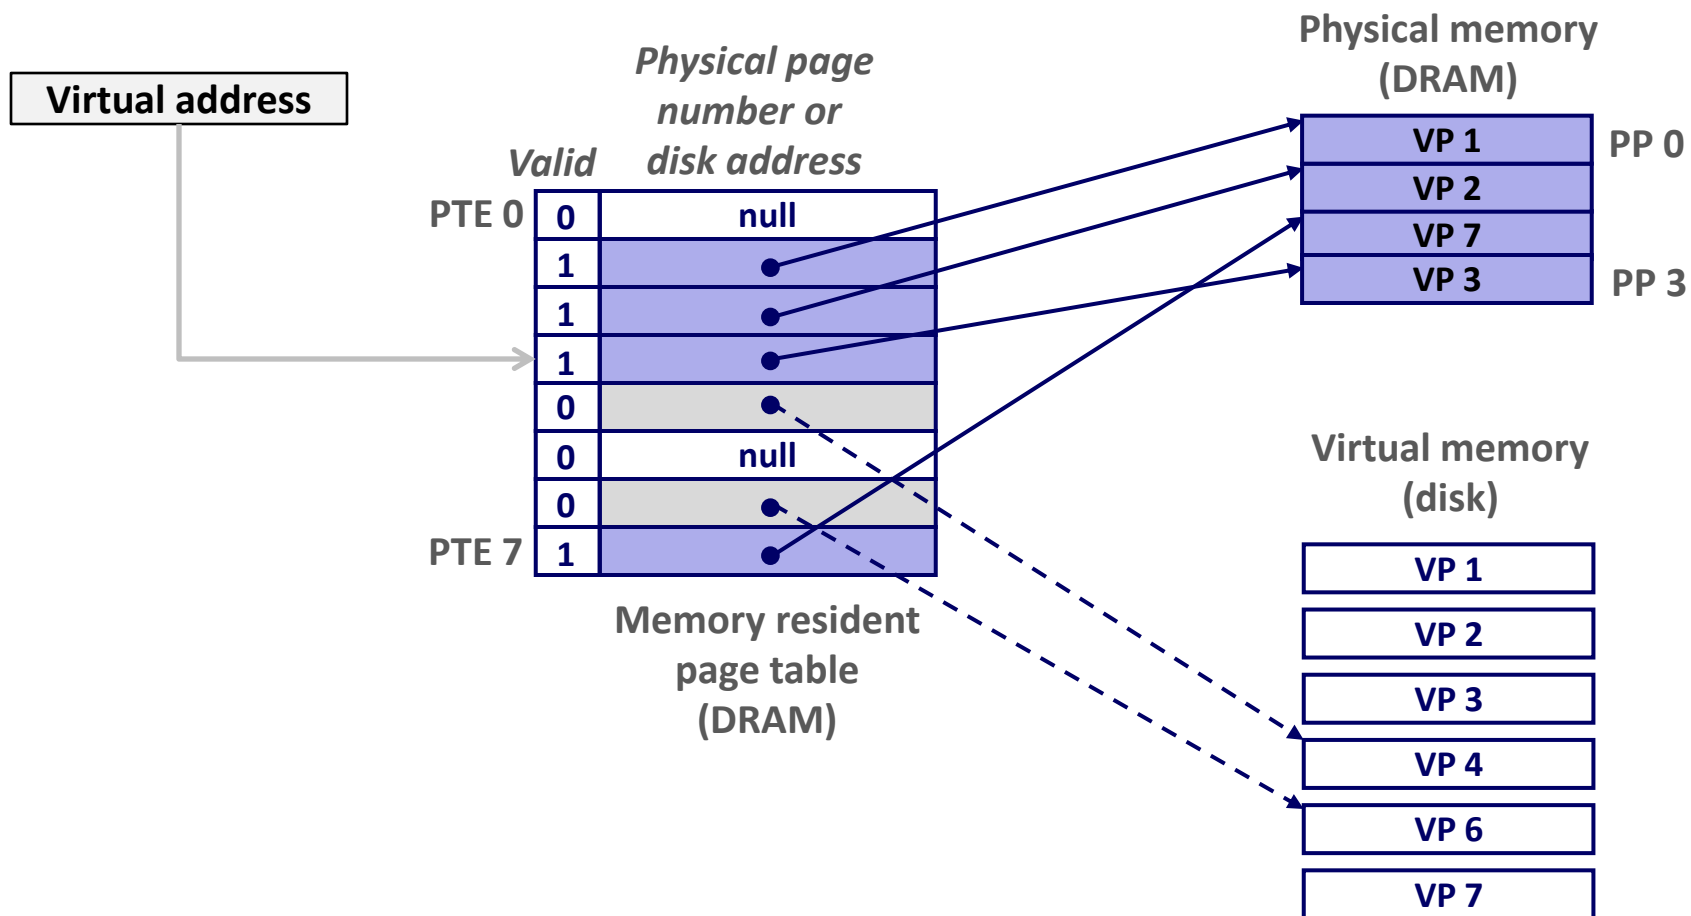 Virtual address
Physical page
number or
disk address
Valid
PTE 0
0
null
1
1
1
0
0
null
0
PTE 7
1
Memory resident
page table
(DRAM)
Physical memory
(DRAM)
VP 1
PP 0
VP 2
VP 7
VP 3
PP 3
Virtual memory
(disk)
VP 1
VP 2
VP 3
VP 4
VP 6
VP 7